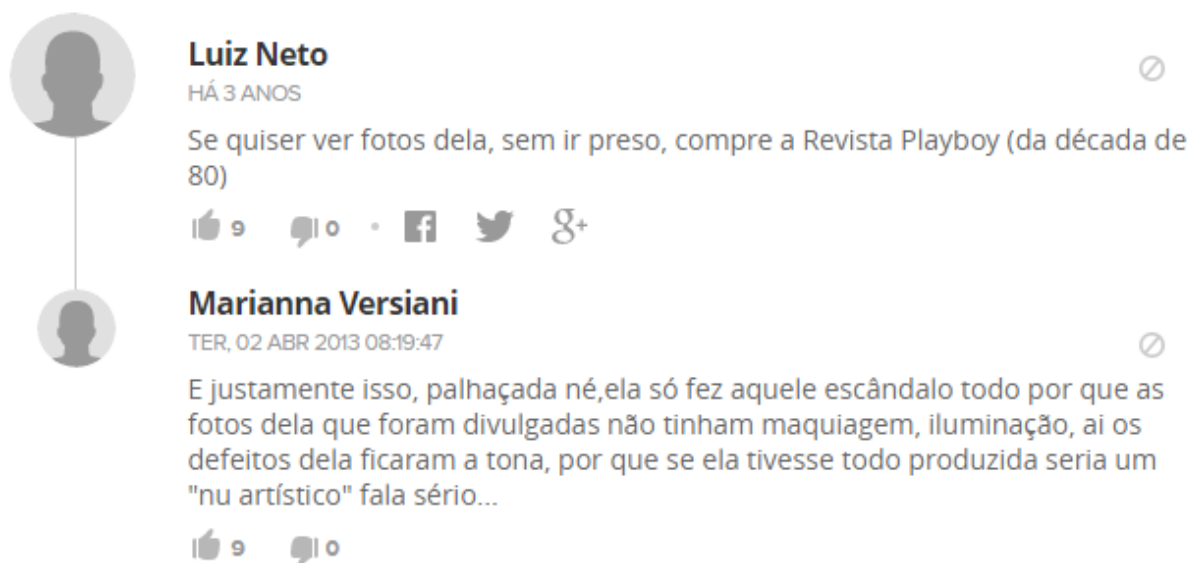 Luiz Neto
HÁ 3 ANOS
Se quiser ver fotos dela, sem ir preso, compre a Revista Playboy (da década de
80)
9 0 • f g+
Marianna Versiani
TER, 02 ABR 2013 08:19:47
E justamente isso, palhaçada né,ela só fez aquele escândalo todo por que as
fotos dela que foram divulgadas não tinham maquiagem, iluminação, ai os
defeitos dela ficaram a tona, por que se ela tivesse todo produzida seria um
"nu artístico" fala sério...
9 0